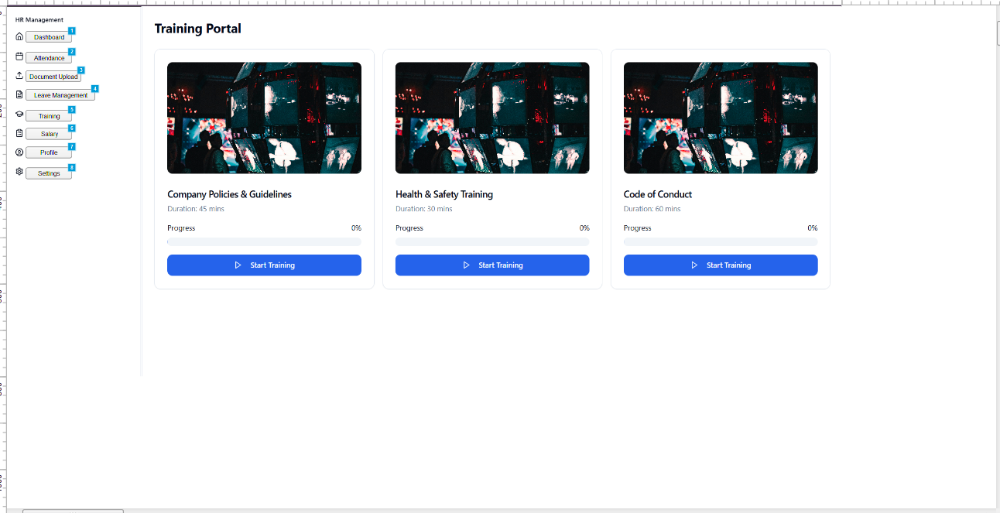 HR Management
Dashboard 1
Attendance 2
Document Upload 3
Leave Management 4
Training 5
Salary 6
Profile 7
Settings 8
Training Portal
Company Policies & Guidelines
Duration: 45 mins
Progress 0%
Start Training
Health & Safety Training
Duration: 30 mins
Progress 0%
Start Training
Code of Conduct
Duration: 60 mins
Progress 0%
Start Training